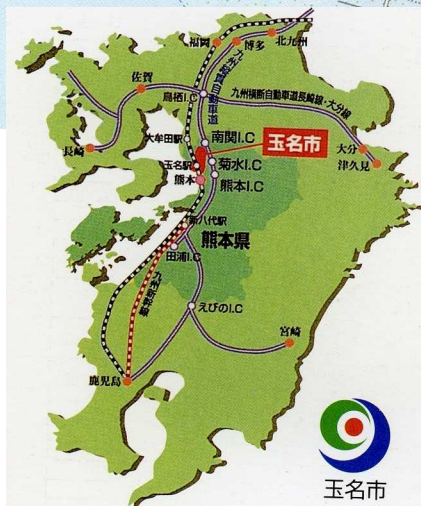 福岡
博多
北九州
九州縦貫自動車道
佐賀
鳥栖I.C
九州横断自動車道長崎線・大分線
長崎
大牟田駅
南関I.C
玉名市
大分
津久見
玉名駅
菊水I.C
熊本
熊本I.C
新八代駅
熊本県
田浦I.C
九州新幹線
えびのI.C
宮崎
鹿児島
玉名市